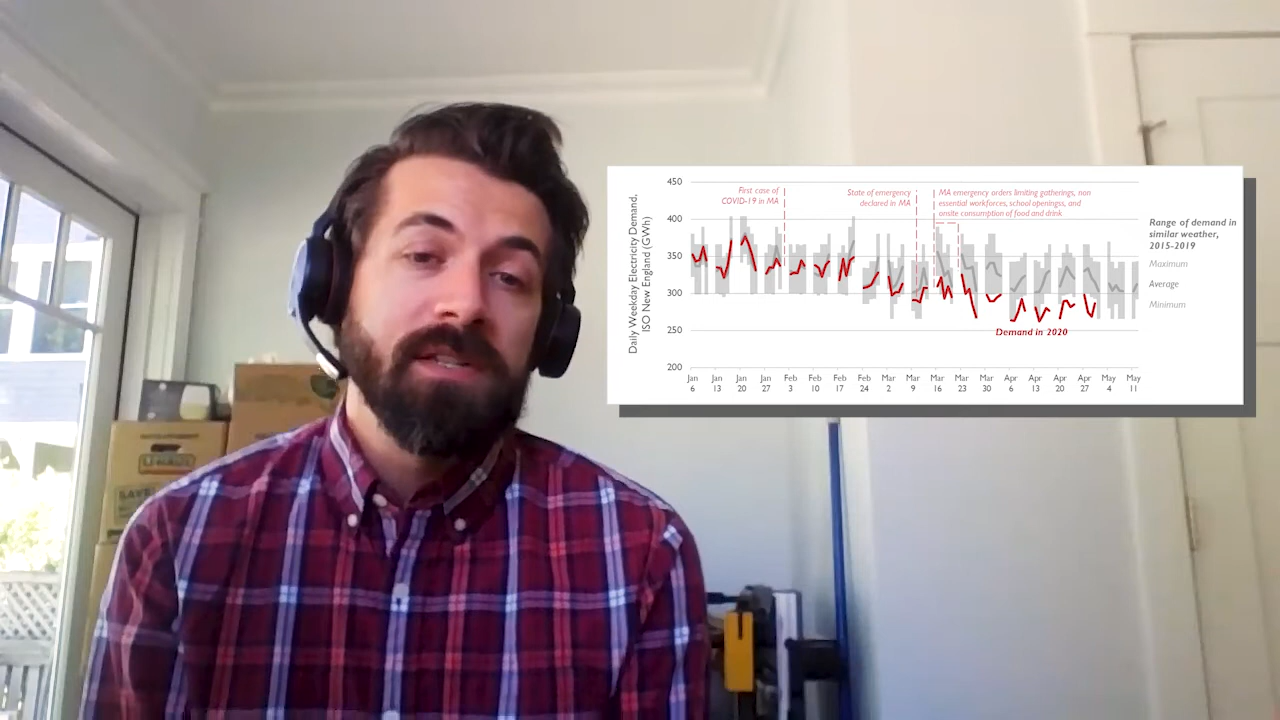 450
400
350
300
250
200
Daily Weekday Electricity Demand,
ISO New England (GWh)
First case of
COVID-19 in MA
State of emergency
declared in MA
MA emergency orders limiting gatherings, non
essential workforces, school openingss, and
onsite consumption of food and drink
Range of demand in
similar weather,
2015-2019
Maximum
Average
Minimum
Demand in 2020
Jan Jan Jan Jan Feb Feb Feb Feb Mar Mar Mar Mar Mar Apr Apr Apr Apr May May
6 13 20 27 3 10 17 24 2 9 16 23 30 6 13 20 27 4 11
U-HAUL
SAVE